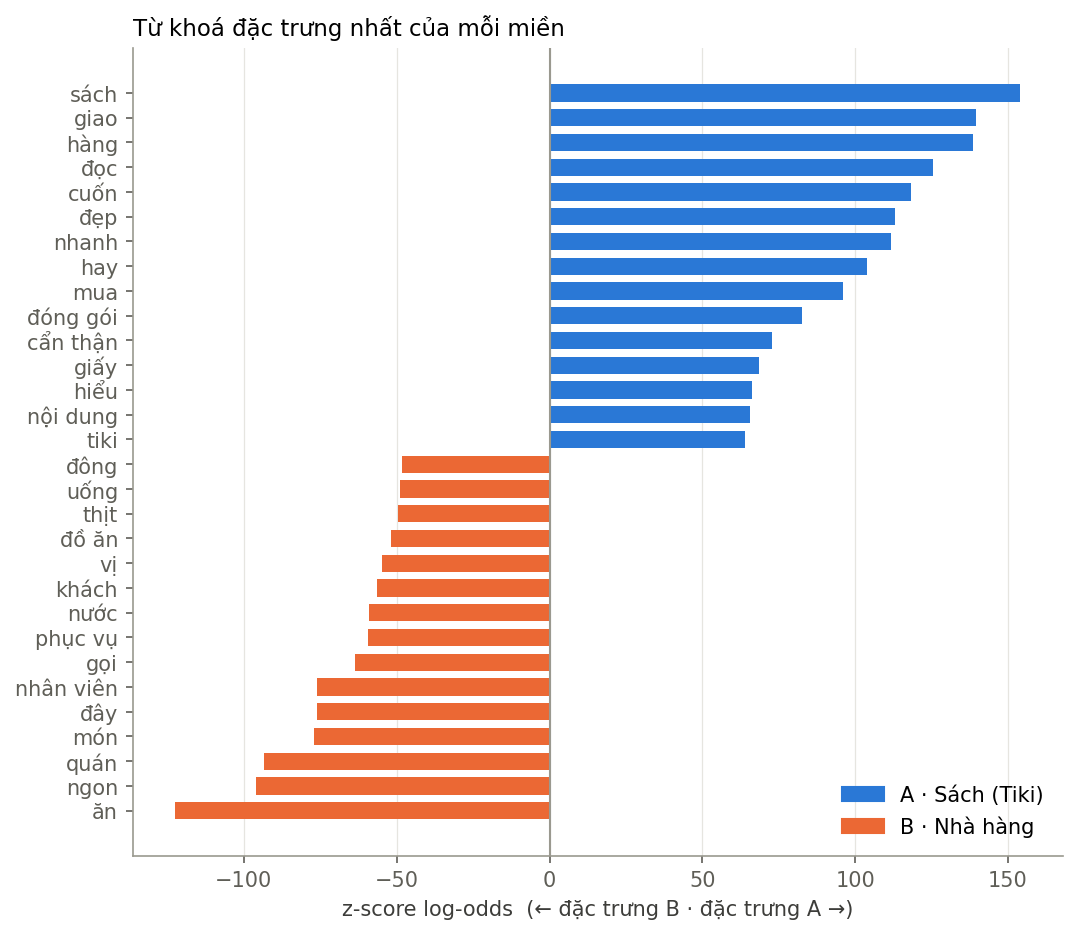 Từ khoá đặc trưng nhất của mỗi miền
sách
giao
hàng
đọc
cuốn
đẹp
nhanh
hay
mua
đóng gói
cẩn thận
giấy
hiểu
nội dung
tiki
đông
uống
thịt
đồ ăn
vị
khách
nước
phục vụ
gọi
nhân viên
đây
món
quán
ngon
ăn
A · Sách (Tiki)
B · Nhà hàng
−100 −50 0 50 100 150
z-score log-odds (← đặc trưng B · đặc trưng A →)